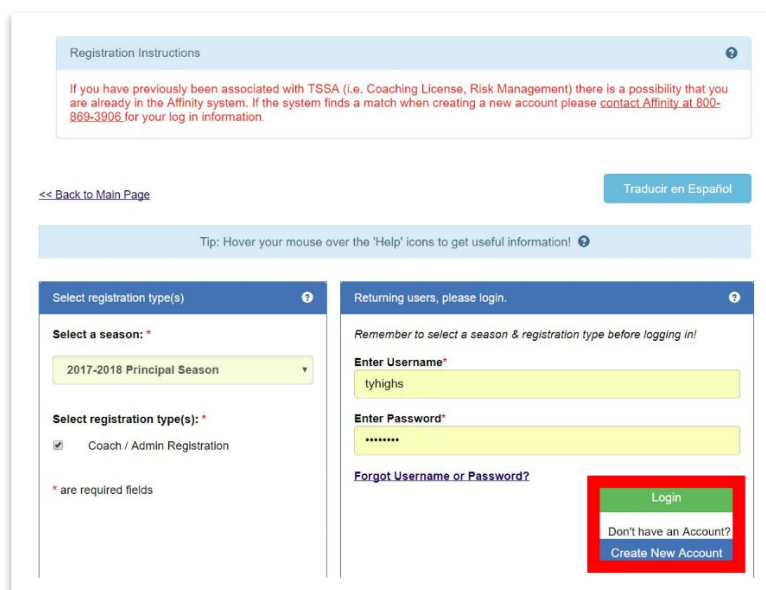 Registration Instructions
If you have previously been associated with TSSA (i.e. Coaching License, Risk Management) there is a possibility that you
are already in the Affinity system. If the system finds a match when creating a new account please contact Affinity at 800-
869-3906 for your log in information.
<< Back to Main Page
Traducir en Español
Tip: Hover your mouse over the 'Help' icons to get useful information!
Select registration type(s)
Select a season: *
2017-2018 Principal Season
Select registration type(s): *
Coach / Admin Registration
* are required fields
Returning users, please login.
Remember to select a season & registration type before logging in!
Enter Username*
tyhighs
Enter Password*
••••••••
Forgot Username or Password?
Login
Don't have an Account?
Create New Account